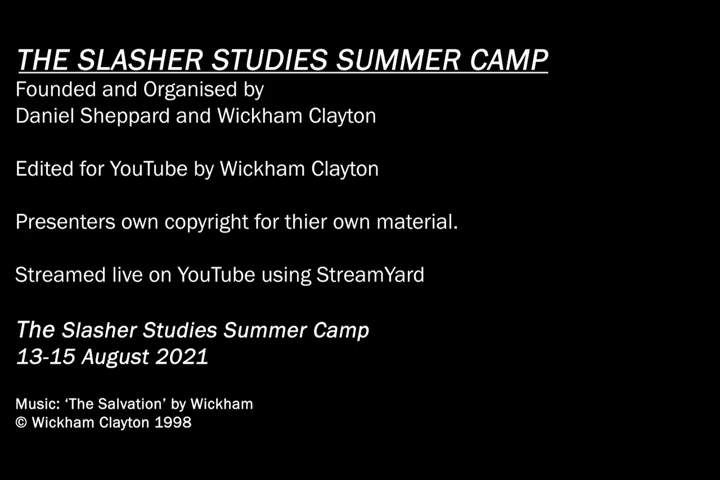 THE SLASHER STUDIES SUMMER CAMP
Founded and Organised by
Daniel Sheppard and Wickham Clayton
Edited for YouTube by Wickham Clayton
Presenters own copyright for thier own material.
Streamed live on YouTube using StreamYard
The Slasher Studies Summer Camp
13-15 August 2021
Music: ‘The Salvation’ by Wickham
© Wickham Clayton 1998